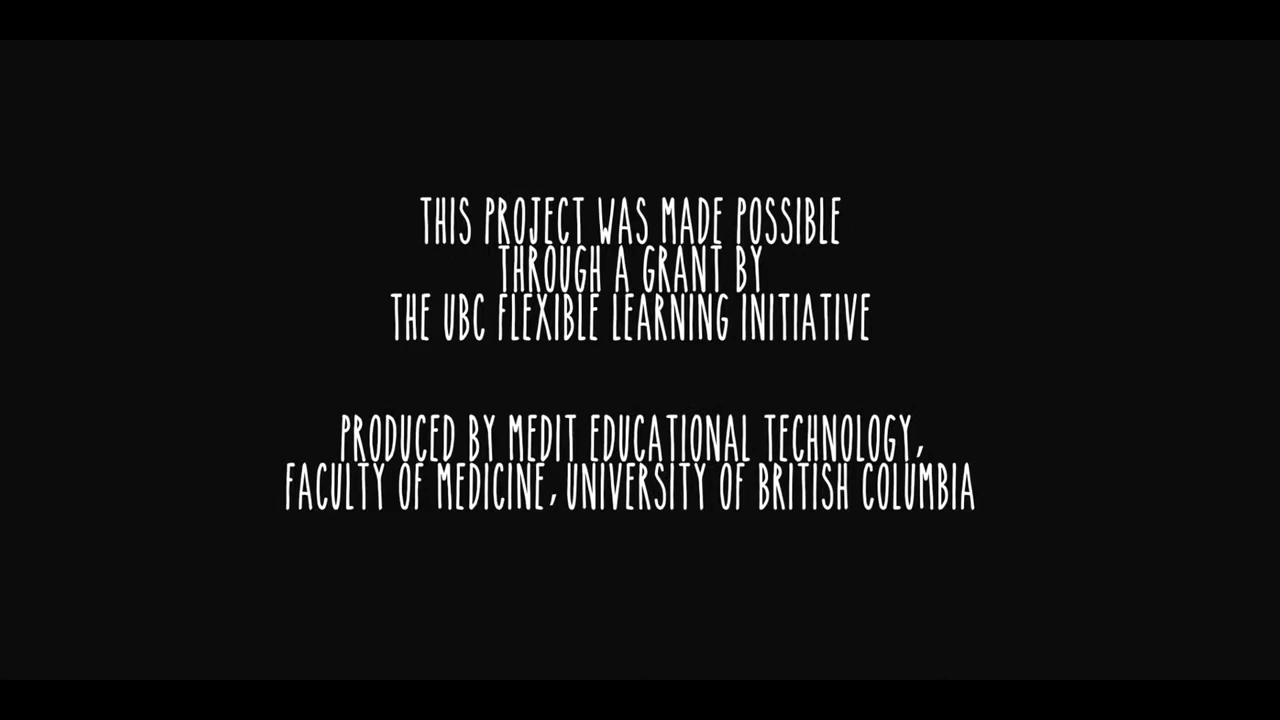 THIS PROJECT WAS MADE POSSIBLE
THROUGH A GRANT BY
THE UBC FLEXIBLE LEARNING INITIATIVE
PRODUCED BY MEDIT EDUCATIONAL TECHNOLOGY,
FACULTY OF MEDICINE, UNIVERSITY OF BRITISH COLUMBIA